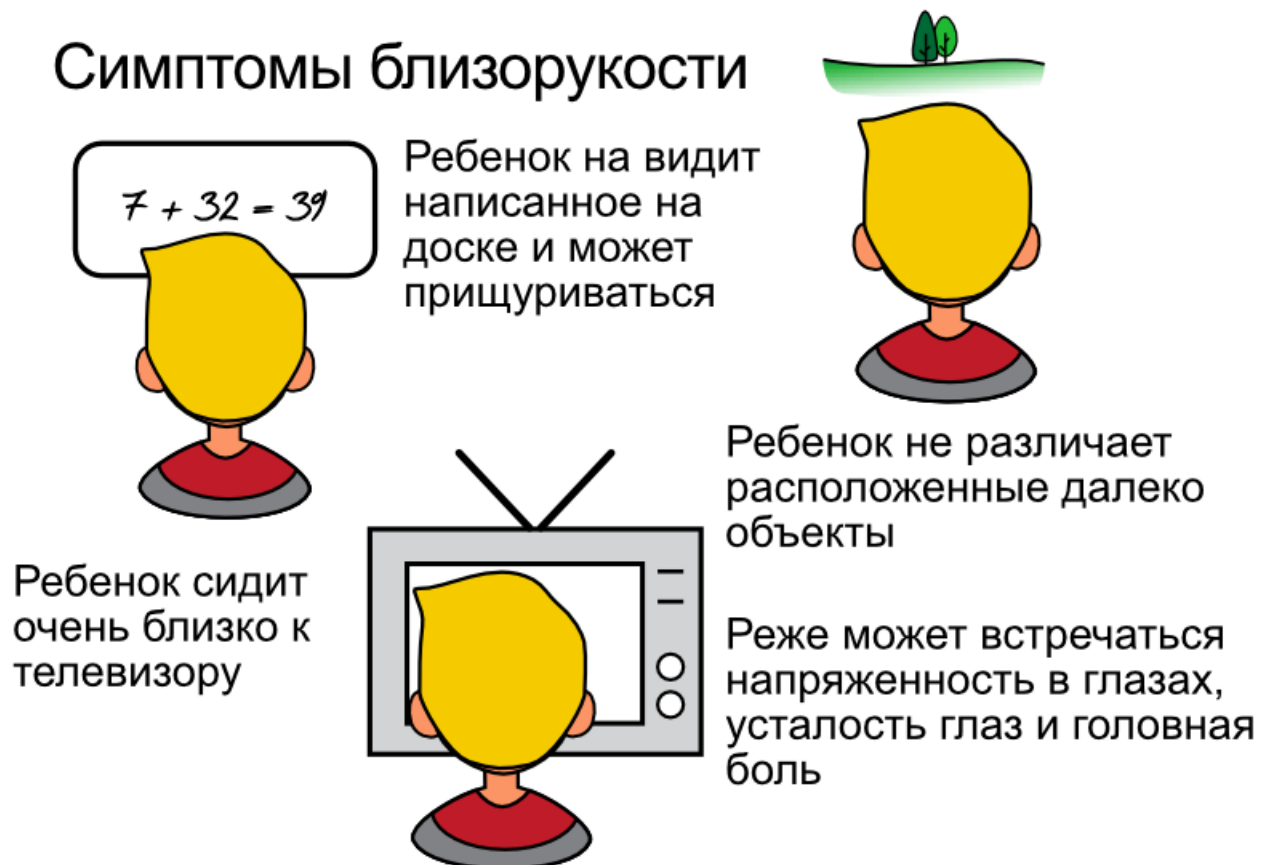 Симптомы близорукости
7 + 32 = 39
Ребенок на видит
написанное на
доске и может
прищуриваться
Ребенок не различает
расположенные далеко
объекты
Ребенок сидит
очень близко к
телевизору
Реже может встречаться
напряженность в глазах,
усталость глаз и головная
боль